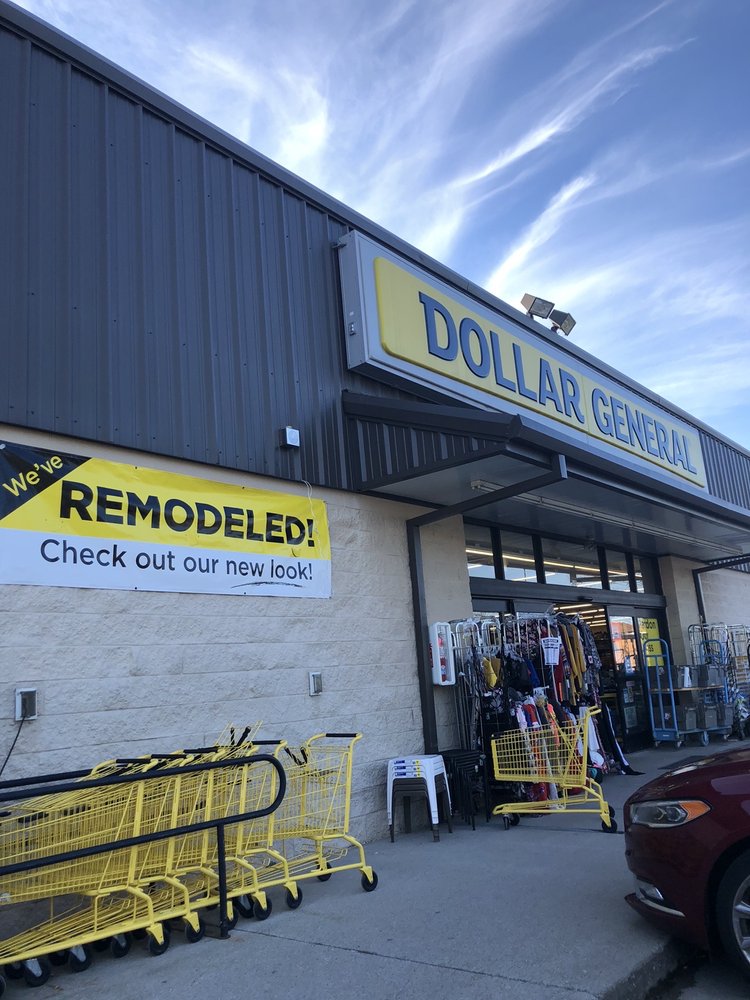 DOLLAR GENERAL
We've
REMODELED!
Check out our new look!